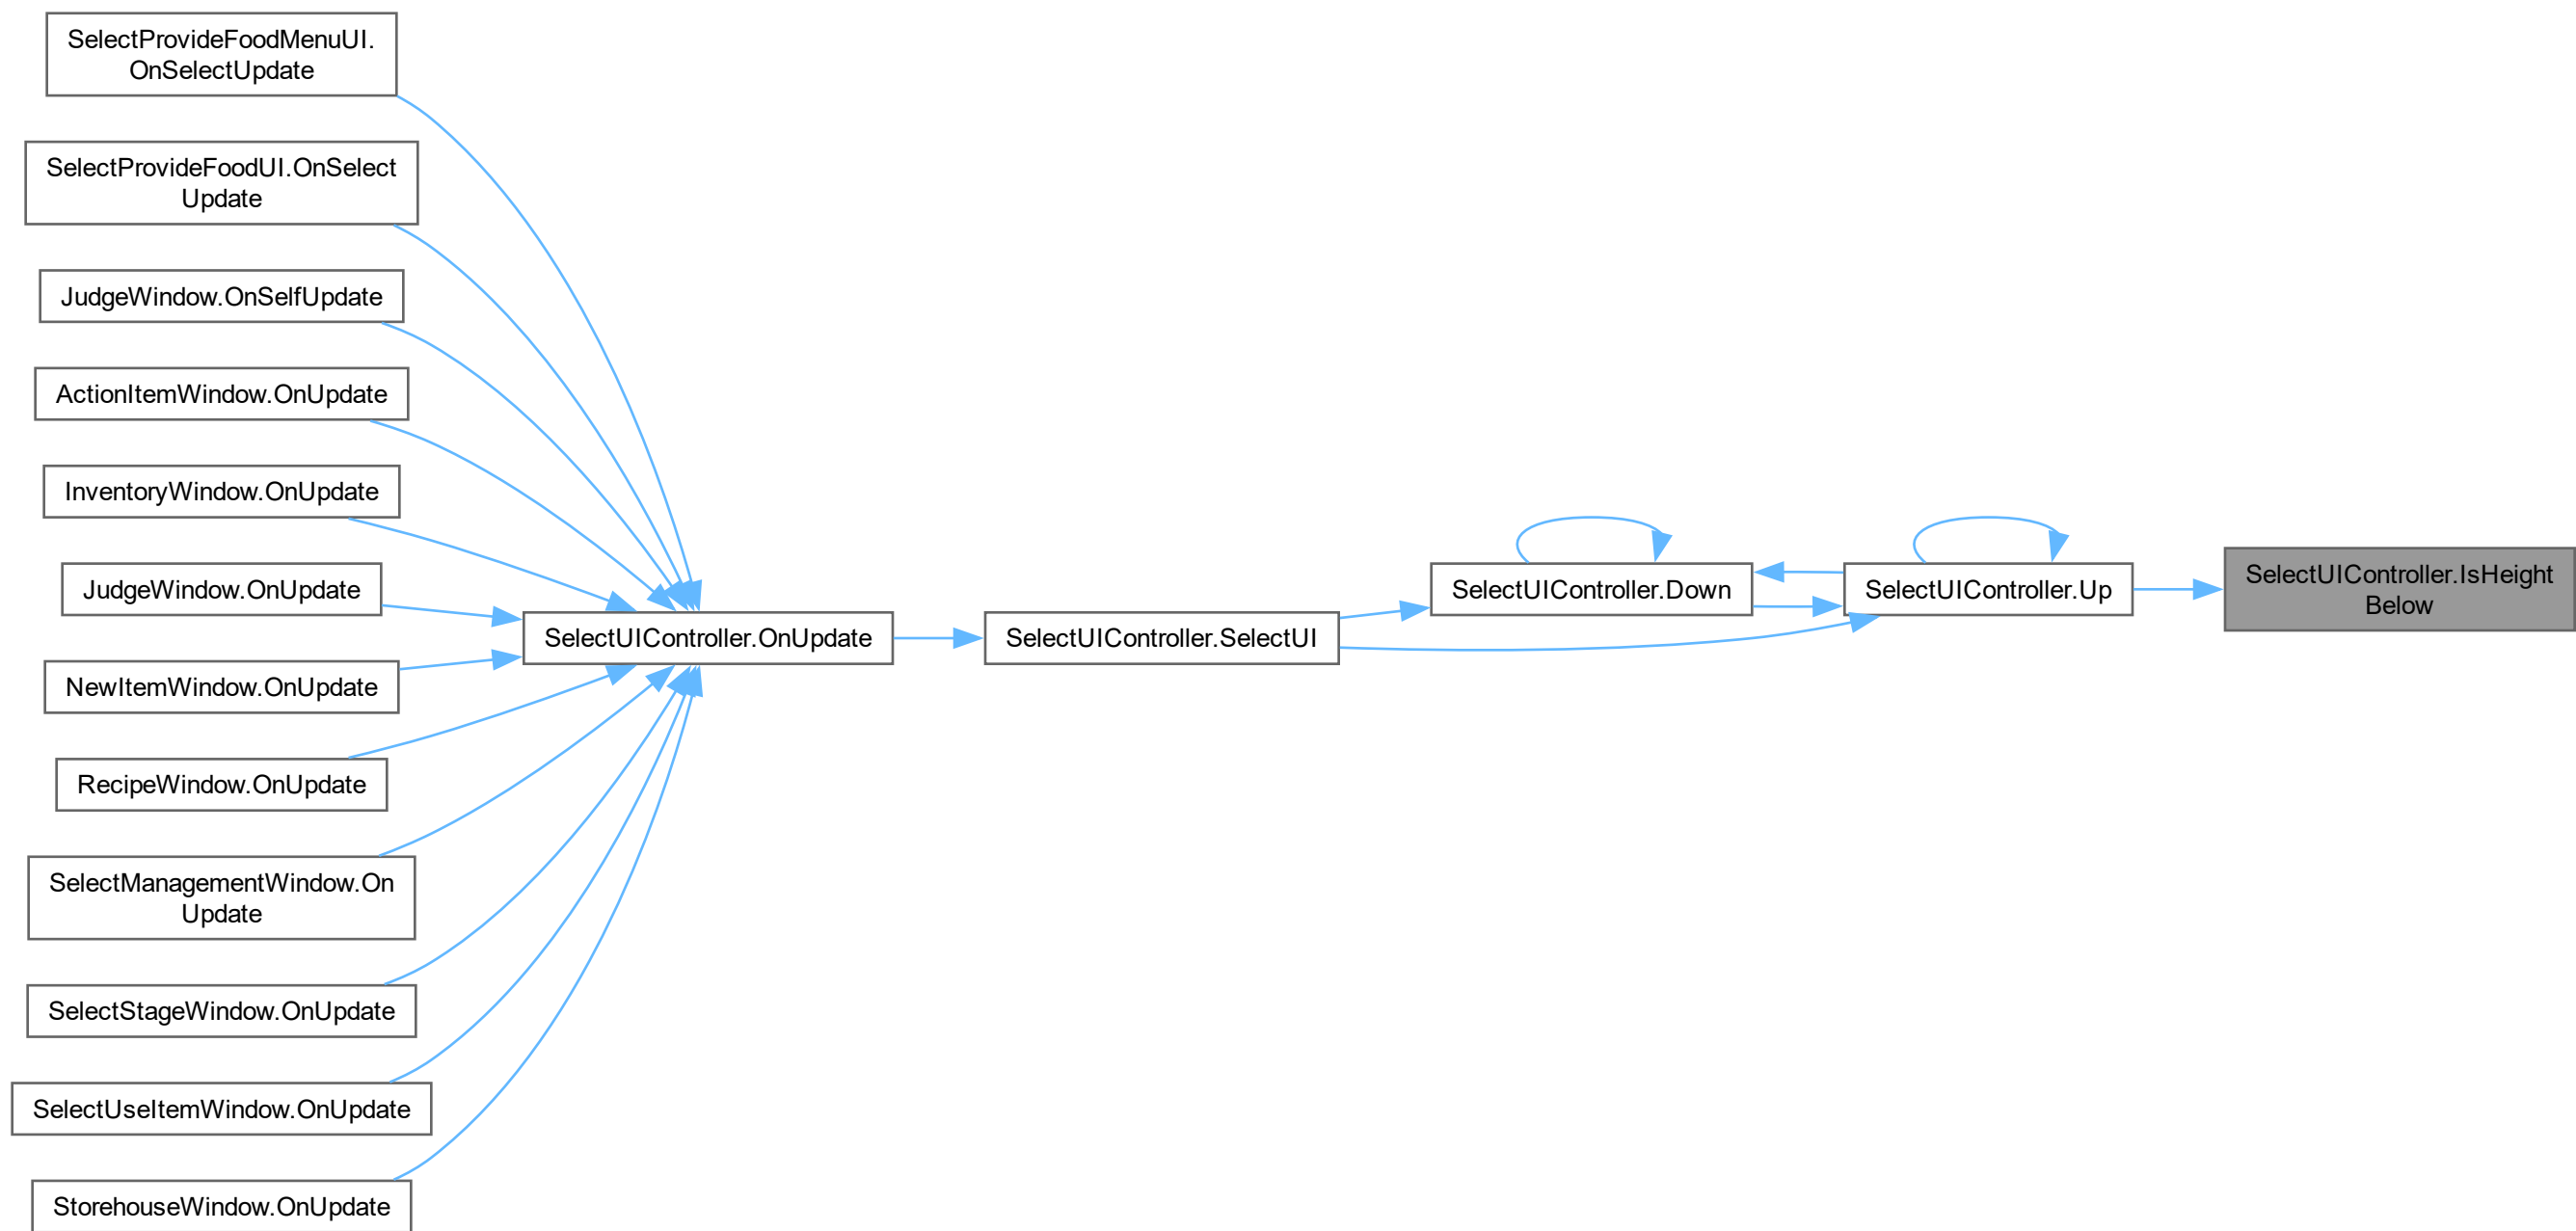 SelectProvideFoodMenuUI.
OnSelectUpdate
SelectProvideFoodUI.OnSelect
Update
JudgeWindow.OnSelfUpdate
ActionItemWindow.OnUpdate
InventoryWindow.OnUpdate
JudgeWindow.OnUpdate
NewItemWindow.OnUpdate
RecipeWindow.OnUpdate
SelectManagementWindow.On
Update
SelectStageWindow.OnUpdate
SelectUseItemWindow.OnUpdate
StorehouseWindow.OnUpdate
SelectUIController.OnUpdate
SelectUIController.SelectUI
SelectUIController.Down
SelectUIController.Up
SelectUIController.IsHeight
Below